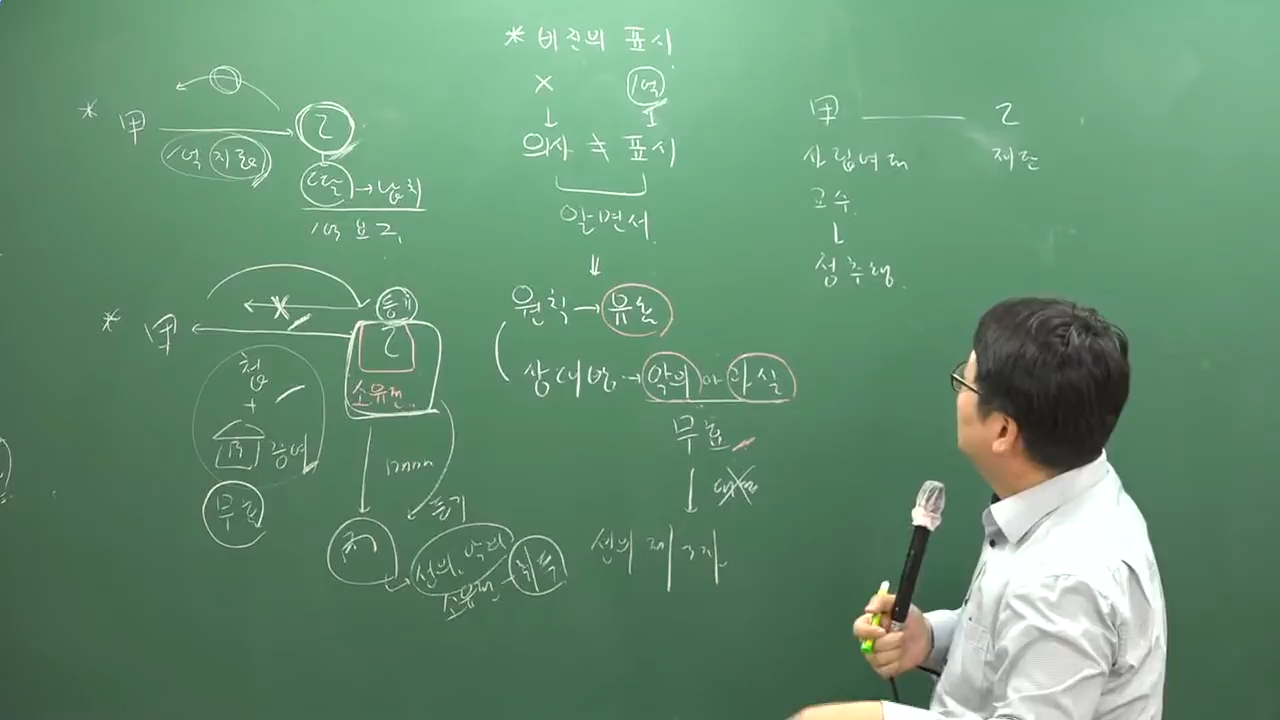 * 비진의 표시
× 1억
↓
의사 ≠ 표시
알면서
⇓
원칙 → 유효
상대방 → 악의 or 과실
무효
↓
선의 제3자
* 甲 乙
1억
1억 보고
* 甲 등기
乙
소유권
+
B 증여
무효
등기
선의, 악의
소유권 - 취득
甲 乙
사립여대 재단
교수
↓
성추행